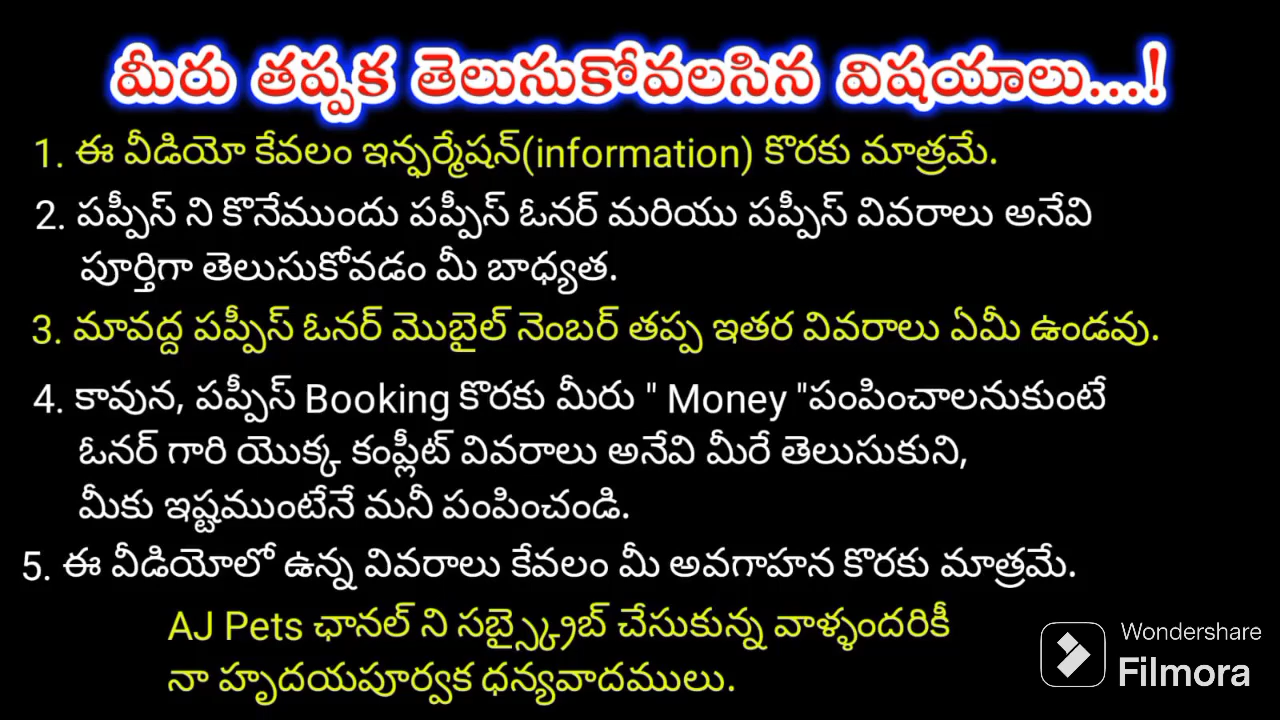 మీరు తప్పక తెలుసుకోవలసిన విషయాలు...!
1. ఈ వీడియో కేవలం ఇన్ఫర్మేషన్(information) కొరకు మాత్రమే.
2. పప్పీస్ ని కొనేముందు పప్పీస్ ఓనర్ మరియు పప్పీస్ వివరాలు అనేవి
పూర్తిగా తెలుసుకోవడం మీ బాధ్యత.
3. మావద్ద పప్పీస్ ఓనర్ మొబైల్ నెంబర్ తప్ప ఇతర వివరాలు ఏమీ ఉండవు.
4. కావున, పప్పీస్ Booking కొరకు మీరు " Money "పంపించాలనుకుంటే
ఓనర్ గారి యొక్క కంప్లీట్ వివరాలు అనేవి మీరే తెలుసుకుని,
మీకు ఇష్టముంటేనే మనీ పంపించండి.
5. ఈ వీడియోలో ఉన్న వివరాలు కేవలం మీ అవగాహన కొరకు మాత్రమే.
AJ Pets ఛానల్ ని సబ్స్క్రైబ్ చేసుకున్న వాళ్ళందరికీ
నా హృదయపూర్వక ధన్యవాదములు.
Wondershare
Filmora